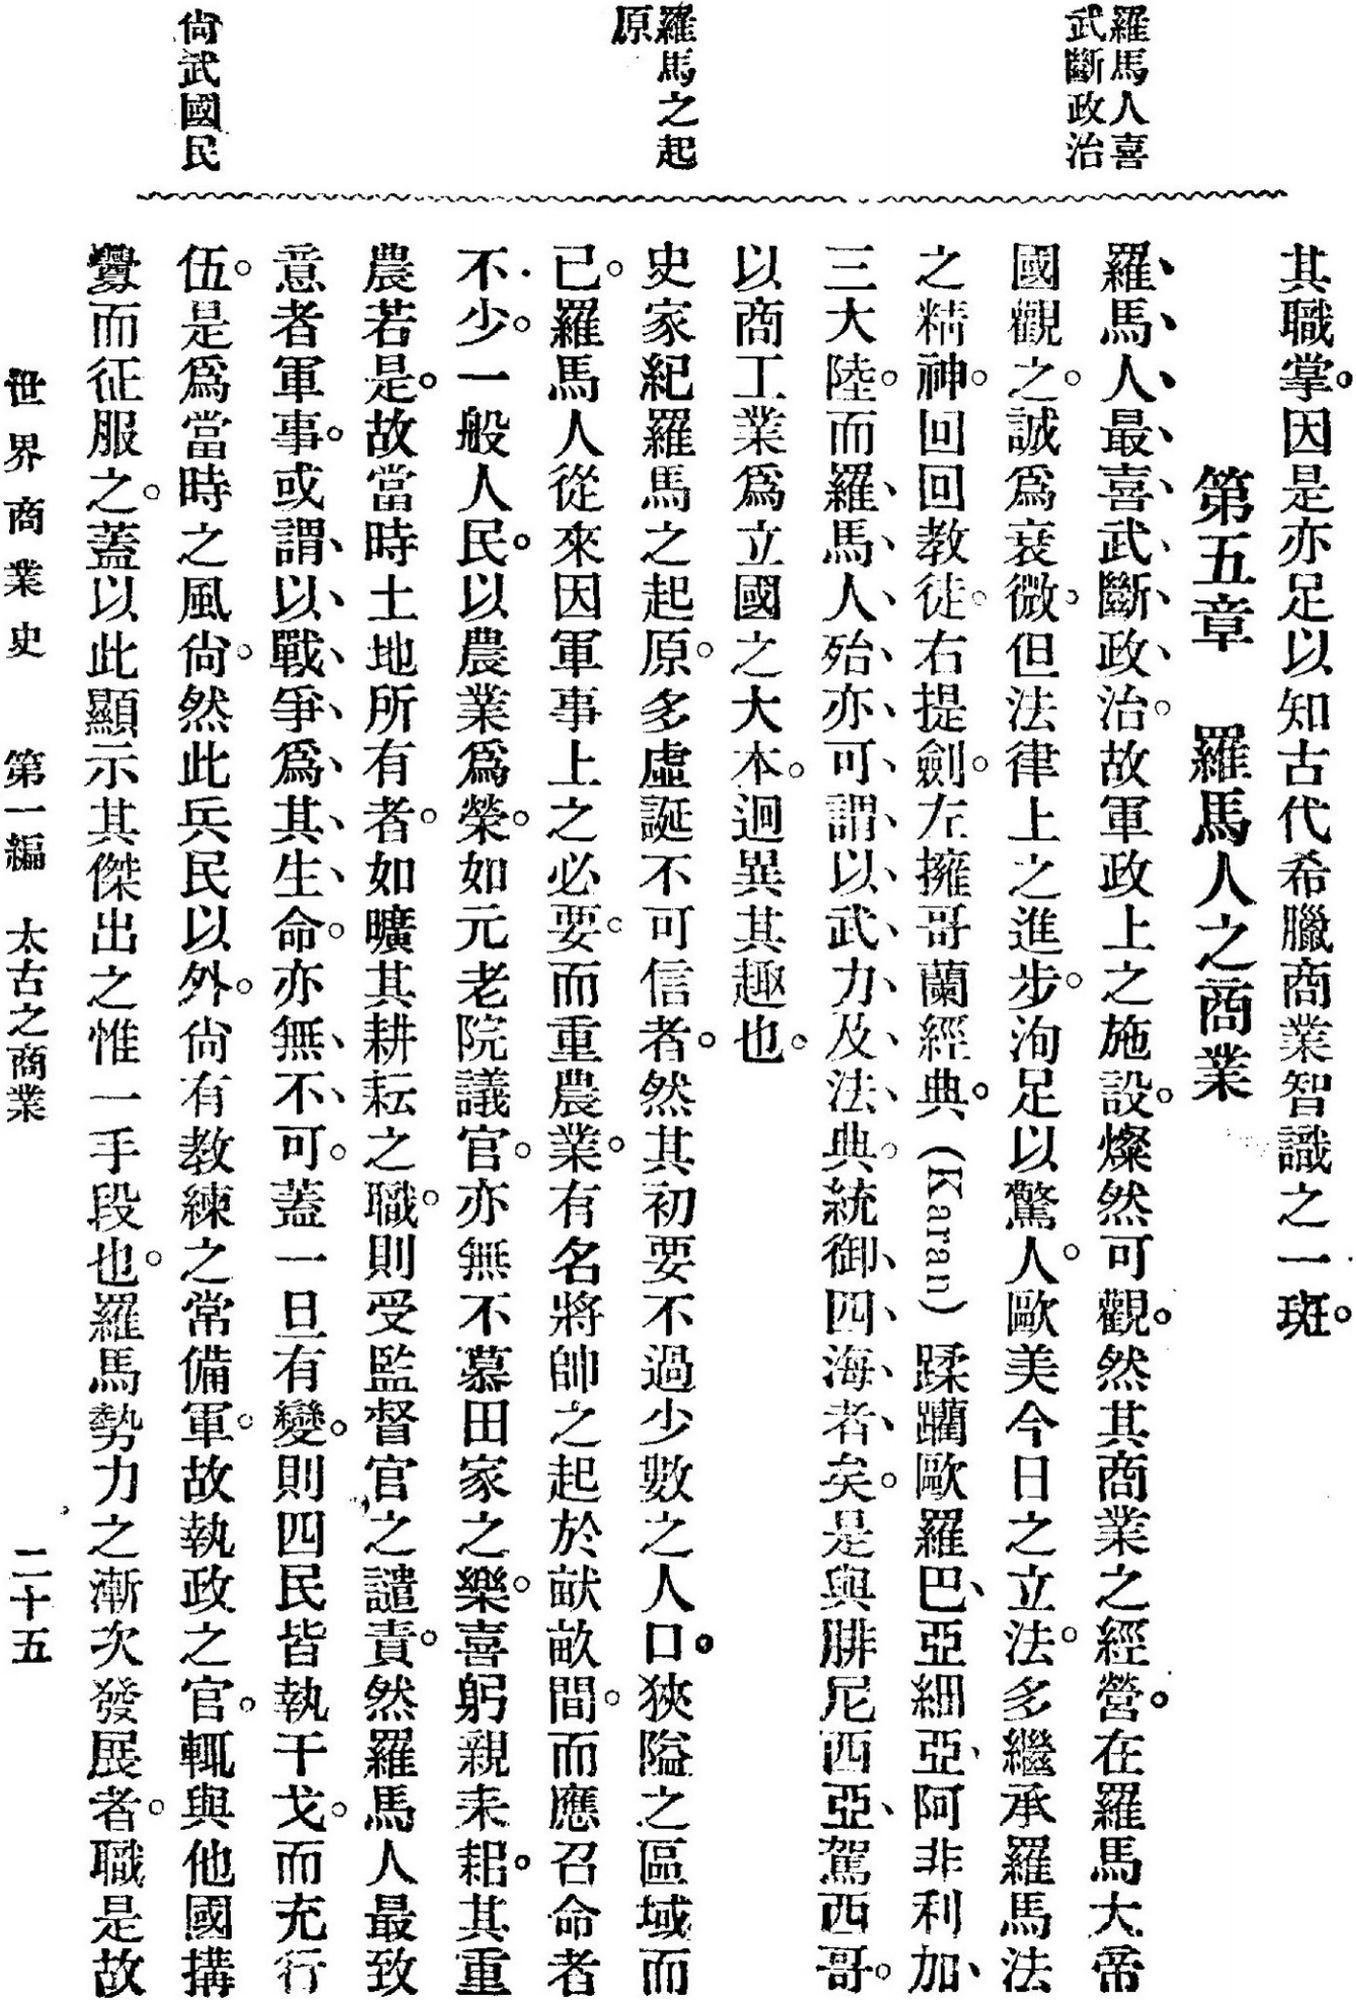 羅馬人喜
武斷政治
羅馬之起
原
尙武國民
其職掌。因是亦足以知古代希臘商業智識之一斑。
第五章　羅馬人之商業
羅馬人最喜武斷政治。故軍政上之施設。燦然可觀。然其商業之經營。在羅馬大帝
國觀之。誠爲衰微。但法律上之進步。洵足以驚人。歐美今日之立法。多繼承羅馬法
之精神。回回教徒。右提劍。左擁哥蘭經典。(Karan)蹂躪歐羅巴、亞細亞、阿非利加、
三大陸。而羅馬人殆亦可謂以武力及法典。統御四海者矣。是與腓尼西亞、駕西哥。
以商工業爲立國之大本。迥異其趣也。
史家紀羅馬之起原。多虛誕不可信者。然其初要不過少數之人口。狹隘之區域而
已。羅馬人從來因軍事上之必要。而重農業。有名將帥之起於畎畝間。而應召命者
不少。一般人民。以農業爲榮。如元老院議官。亦無不慕田家之樂。喜躬親耒耜。其重
農若是。故當時土地所有者。如曠其耕耘之職。則受監督官之譴責。然羅馬人最致
意者軍事。或謂以戰爭爲其生命。亦無不可。蓋一旦有變。則四民皆執干戈。而充行
伍。是爲當時之風尙。然此兵民以外。尙有教練之常備軍。故執政之官。輒與他國搆
釁而征服之。蓋以此顯示其傑出之惟一手段也。羅馬勢力之漸次發展者。職是故
世界商業史　第一編　太古之商業　二十五